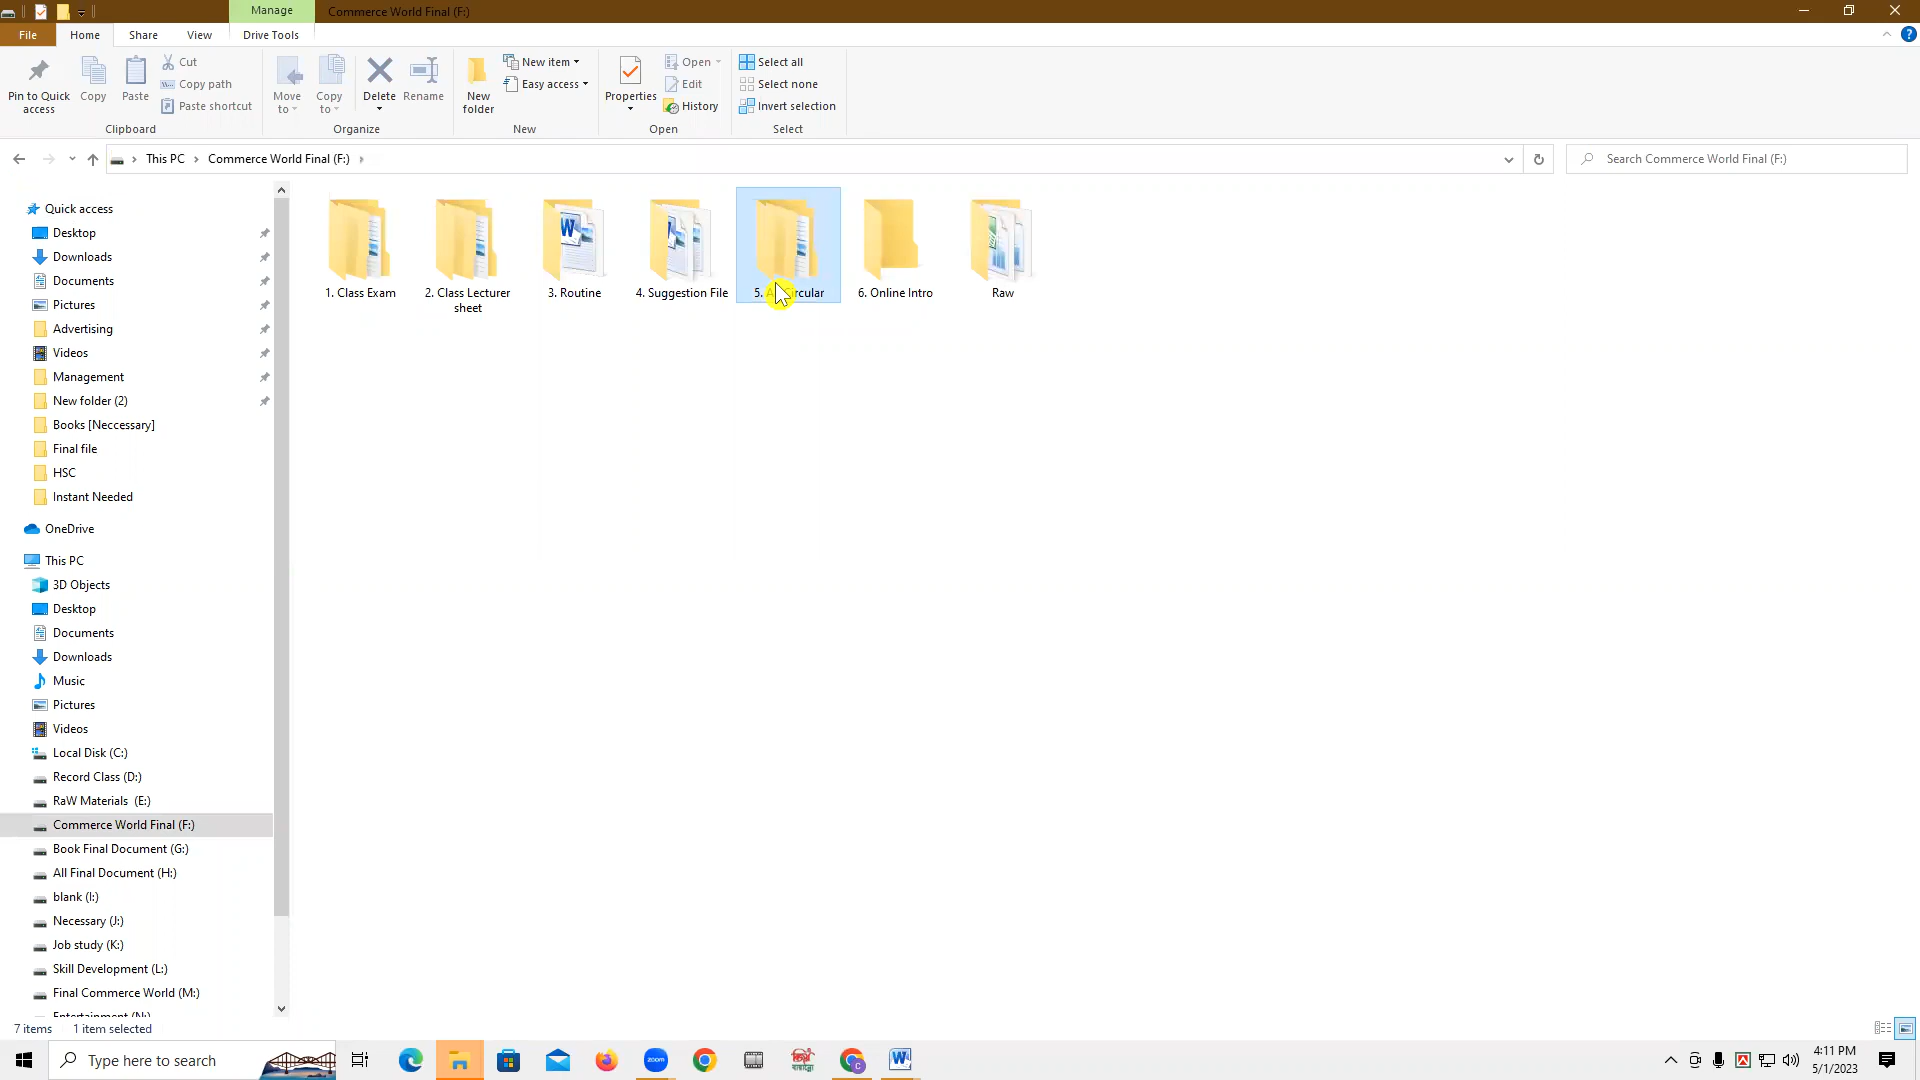 Manage
Commerce World Final (F:)
File
Home
Share
View
Drive Tools
Pin to Quick access
Copy
Paste
Cut
Copy path
Paste shortcut
Clipboard
Move to
Copy to
Delete
Rename
Organize
New folder
New item
Easy access
New
Properties
Open
Edit
History
Open
Select all
Select none
Invert selection
Select
This PC
Commerce World Final (F:)
Search Commerce World Final (F:)
Quick access
Desktop
Downloads
Documents
Pictures
Advertising
Videos
Management
New folder (2)
Books [Neccessary]
Final file
HSC
Instant Needed
OneDrive
This PC
3D Objects
Desktop
Documents
Downloads
Music
Pictures
Videos
Local Disk (C:)
Record Class (D:)
RaW Materials (E:)
Commerce World Final (F:)
Book Final Document (G:)
All Final Document (H:)
blank (I:)
Necessary (J:)
Job study (K:)
Skill Development (L:)
Final Commerce World (M:)
Entertainment (N:)
1. Class Exam
2. Class Lecturer
sheet
3. Routine
4. Suggestion File
5.
6. Online Intro
Raw
7 items
1 item selected
Type here to search
zoom
4:11 PM
5/1/2023